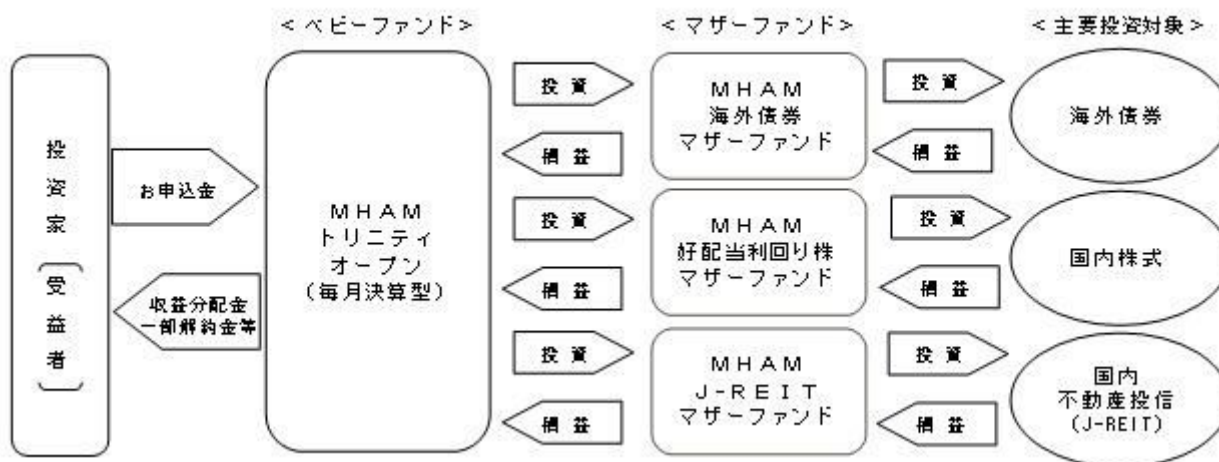 ＜ベビーファンド＞
＜マザーファンド＞
＜主要投資対象＞
投資家（受益者）
お申込金
収益分配金
一部解約金等
ＭＨＡＭ
トリニティ
オープン
（毎月決算型）
投資
損益
投資
損益
投資
損益
ＭＨＡＭ
海外債券
マザーファンド
ＭＨＡＭ
好配当利回り株
マザーファンド
ＭＨＡＭ
Ｊ-ＲＥＩＴ
マザーファンド
投資
損益
投資
損益
投資
損益
海外債券
国内株式
国内
不動産投信
(J-REIT)